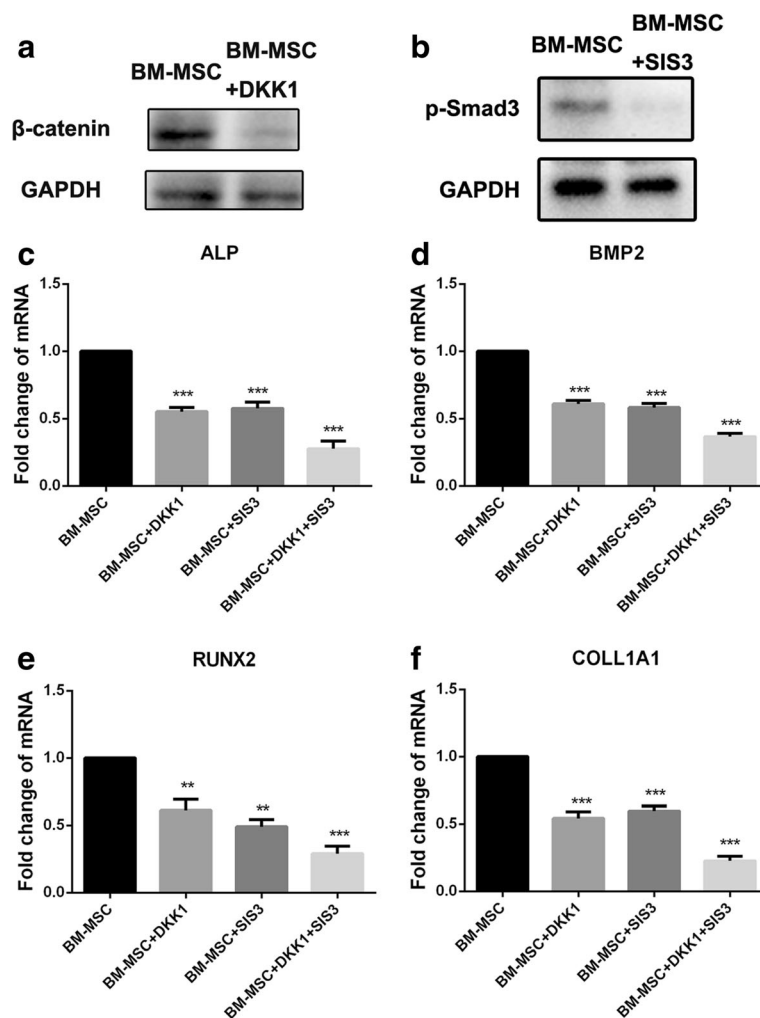 a
BM-MSC
BM-MSC
+DKK1
β-catenin
GAPDH
b
BM-MSC
BM-MSC
+SIS3
p-Smad3
GAPDH
c
ALP
Fold change of mRNA
1.5
1.0
0.5
0.0
***
***
***
BM-MSC
BM-MSC+DKK1
BM-MSC+SIS3
BM-MSC+DKK1+SIS3
d
BMP2
Fold change of mRNA
1.5
1.0
0.5
0.0
***
***
***
BM-MSC
BM-MSC+DKK1
BM-MSC+SIS3
BM-MSC+DKK1+SIS3
e
RUNX2
Fold change of mRNA
1.5
1.0
0.5
0.0
**
**
***
BM-MSC
BM-MSC+DKK1
BM-MSC+SIS3
BM-MSC+DKK1+SIS3
f
COLL1A1
Fold change of mRNA
1.5
1.0
0.5
0.0
***
***
***
BM-MSC
BM-MSC+DKK1
BM-MSC+SIS3
BM-MSC+DKK1+SIS3